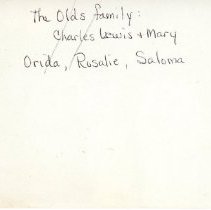 The Olds family:
Charles Lewis + Mary
Orida, Rosalie, Saloma